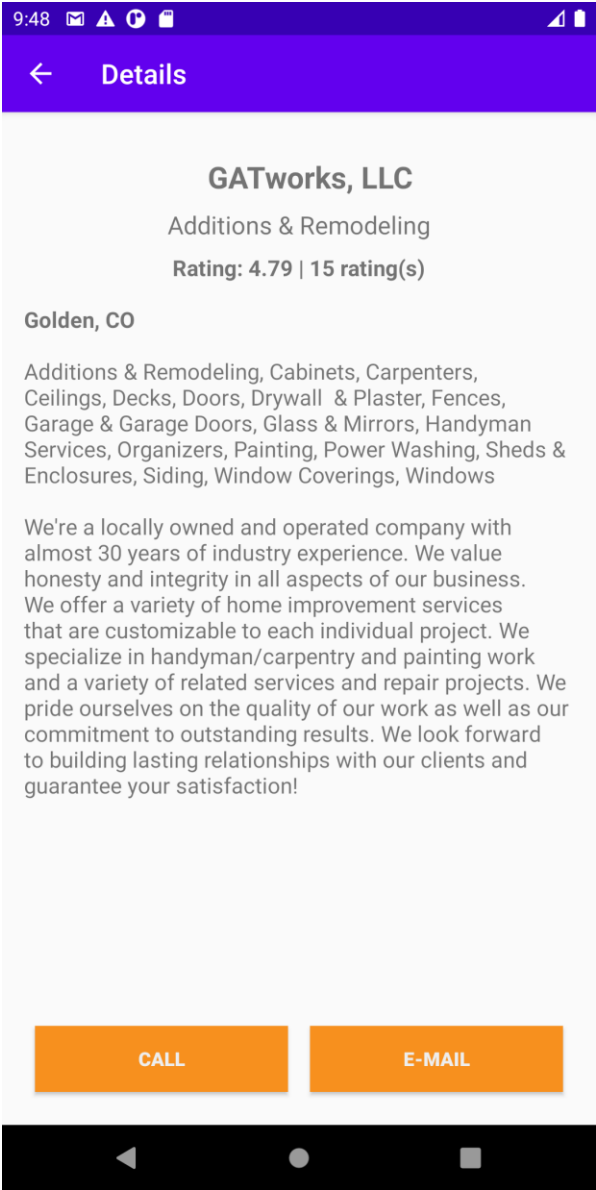 9:48
Details
GATworks, LLC
Additions & Remodeling
Rating: 4.79 | 15 rating(s)
Golden, CO
Additions & Remodeling, Cabinets, Carpenters,
Ceilings, Decks, Doors, Drywall  & Plaster, Fences,
Garage & Garage Doors, Glass & Mirrors, Handyman
Services, Organizers, Painting, Power Washing, Sheds &
Enclosures, Siding, Window Coverings, Windows
We're a locally owned and operated company with
almost 30 years of industry experience. We value
honesty and integrity in all aspects of our business.
We offer a variety of home improvement services
that are customizable to each individual project. We
specialize in handyman/carpentry and painting work
and a variety of related services and repair projects. We
pride ourselves on the quality of our work as well as our
commitment to outstanding results. We look forward
to building lasting relationships with our clients and
guarantee your satisfaction!
CALL
E-MAIL